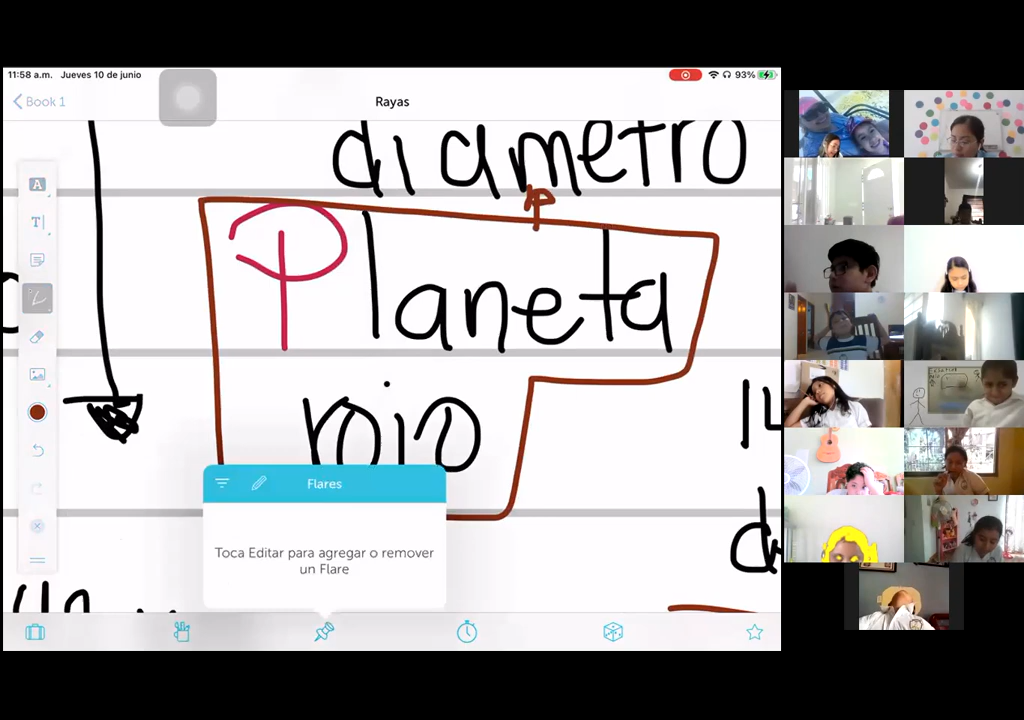 11:58 a.m. Jueves 10 de junio
93%
Book 1
Rayas
diámetro
Planeta
rojo
Flares
Toca Editar para agregar o remover
un Flare